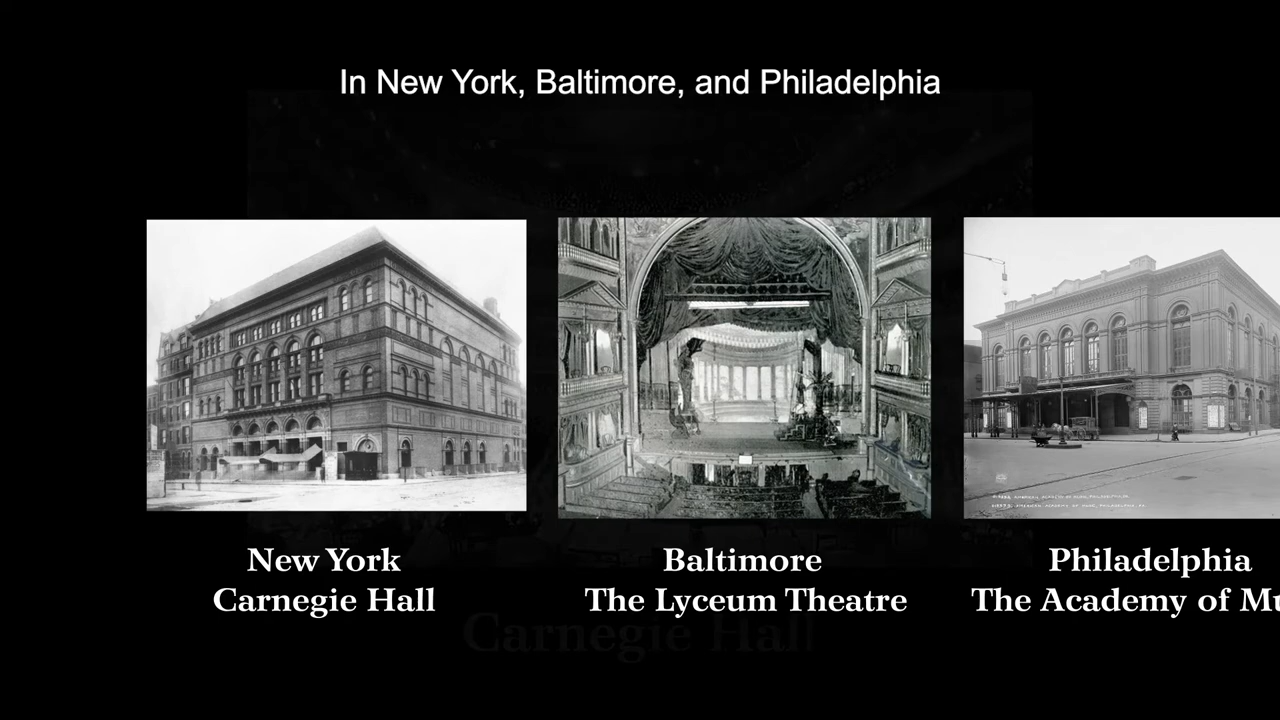 In New York, Baltimore, and Philadelphia
New York
Carnegie Hall
Baltimore
The Lyceum Theatre
Philadelphia
The Academy of Mu
Carnegie Hall